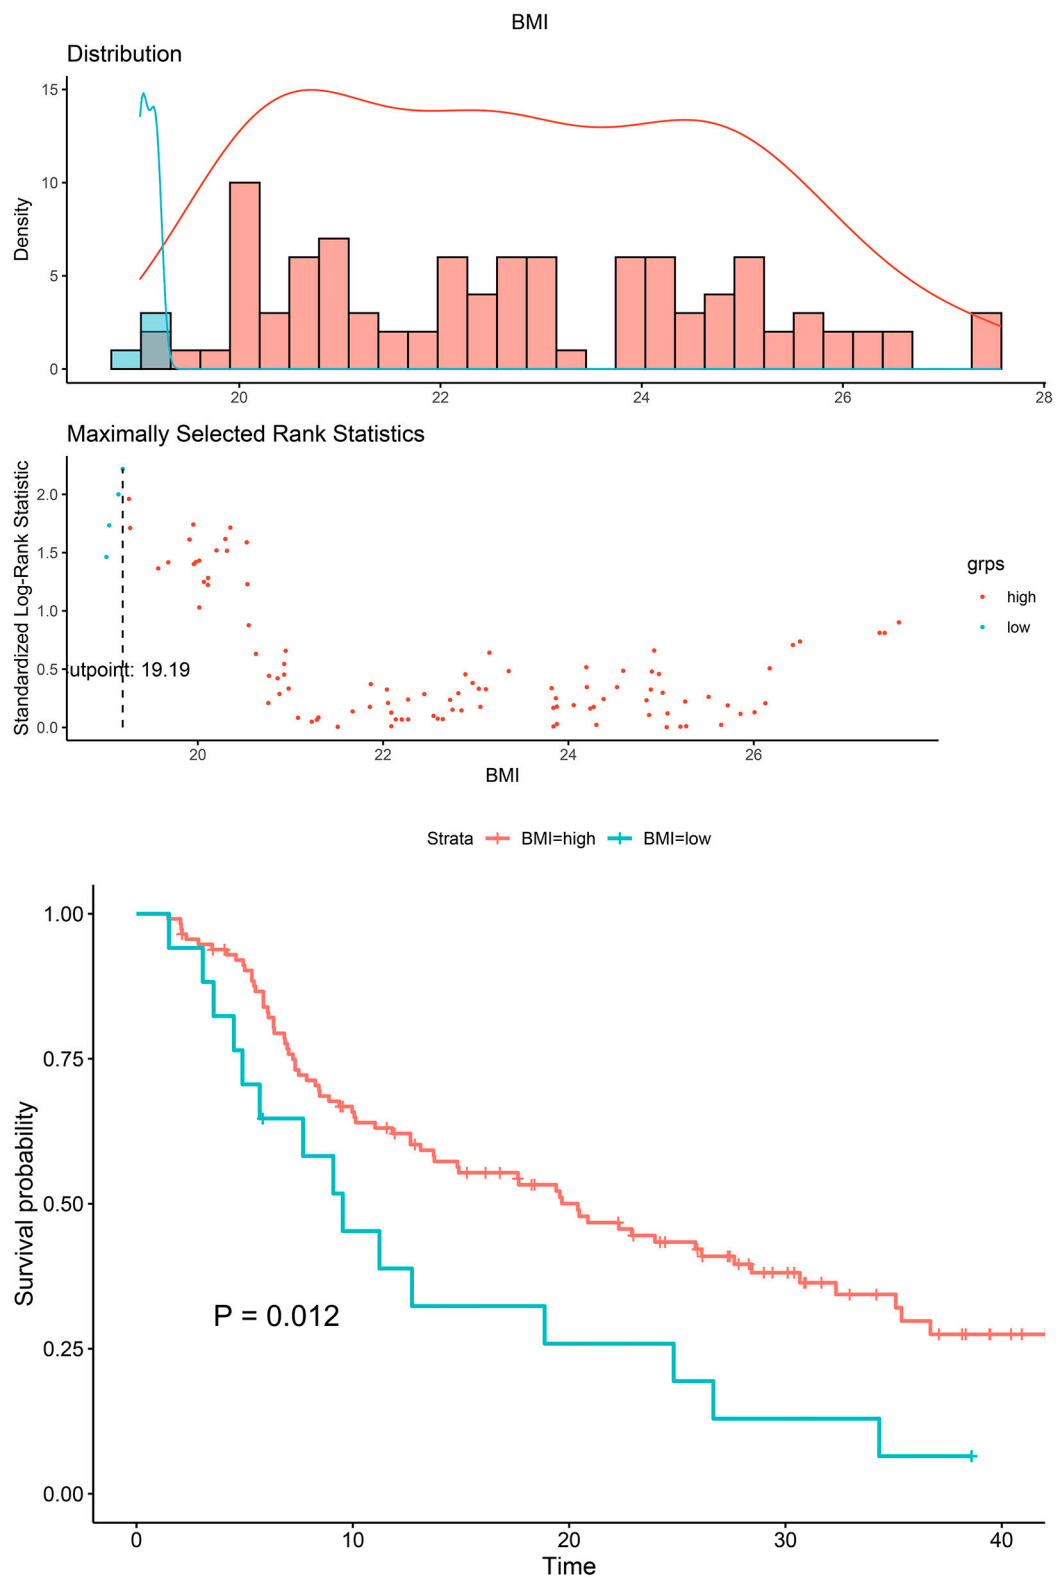 BMI
Distribution
Density
15
10
5
0
20 22 24 26 28
Maximally Selected Rank Statistics
Standardized Log-Rank Statistic
2.0
1.5
1.0
0.5
0.0
utpoint: 19.19
20 22 24 26
BMI
grps
high
low
Strata BMI=high BMI=low
Survival probability
1.00
0.75
0.50
0.25
0.00
P = 0.012
0 10 20 30 40
Time